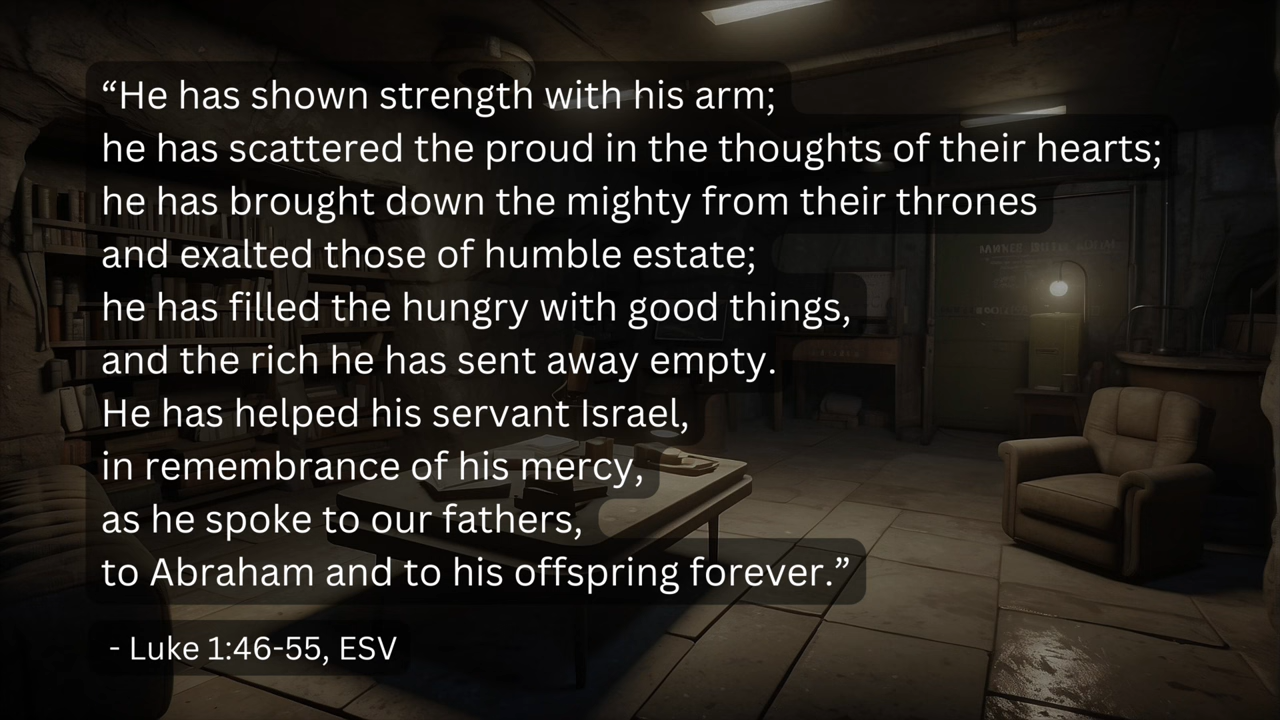 “He has shown strength with his arm;
he has scattered the proud in the thoughts of their hearts;
he has brought down the mighty from their thrones
and exalted those of humble estate;
he has filled the hungry with good things,
and the rich he has sent away empty.
He has helped his servant Israel,
in remembrance of his mercy,
as he spoke to our fathers,
to Abraham and to his offspring forever.”
- Luke 1:46-55, ESV